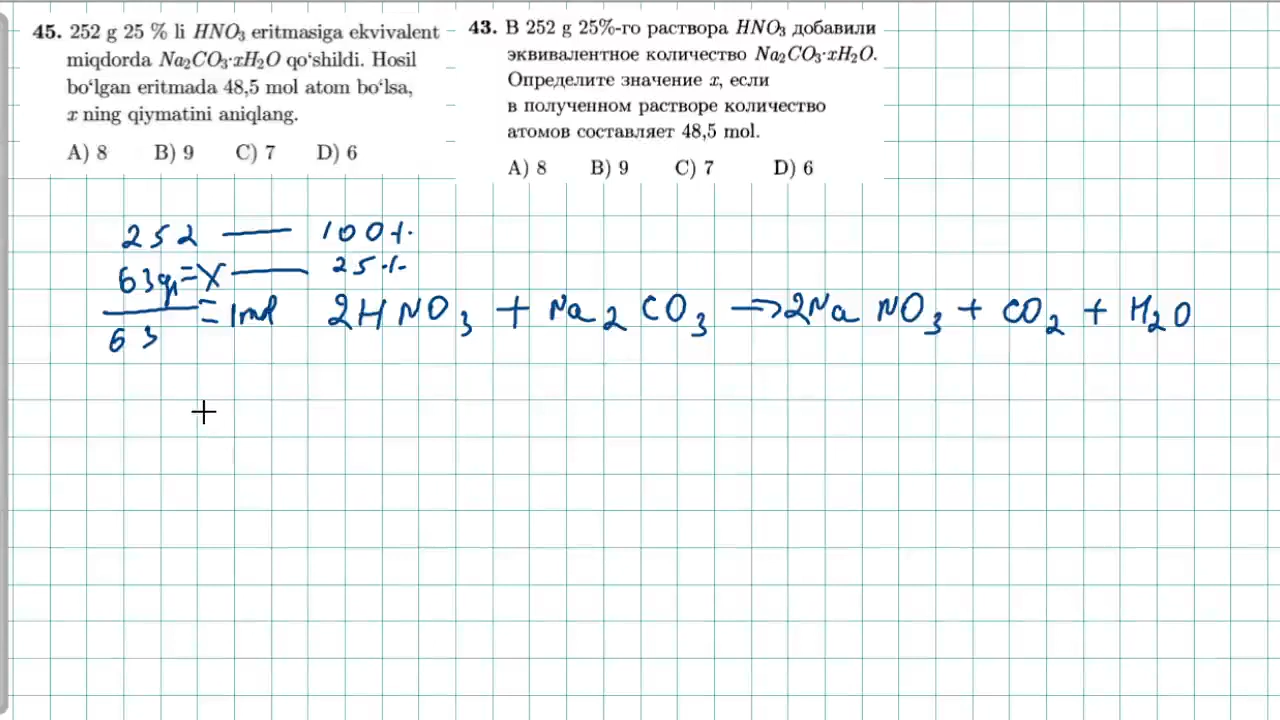 45. 252 g 25 % li HNO₃ eritmasiga ekvivalent
miqdorda Na₂CO₃·xH₂O qo‘shildi. Hosil
bo‘lgan eritmada 48,5 mol atom bo‘lsa,
x ning qiymatini aniqlang.
A) 8 B) 9 C) 7 D) 6
43. В 252 g 25%-го раствора HNO₃ добавили
эквивалентное количество Na₂CO₃·xH₂O.
Определите значение x, если
в полученном растворе количество
атомов составляет 48,5 mol.
A) 8 B) 9 C) 7 D) 6
252 — 100%
63gr=X — 25%
63 = 1mol 2HNO₃ + Na₂CO₃ → 2NaNO₃ + CO₂ + H₂O